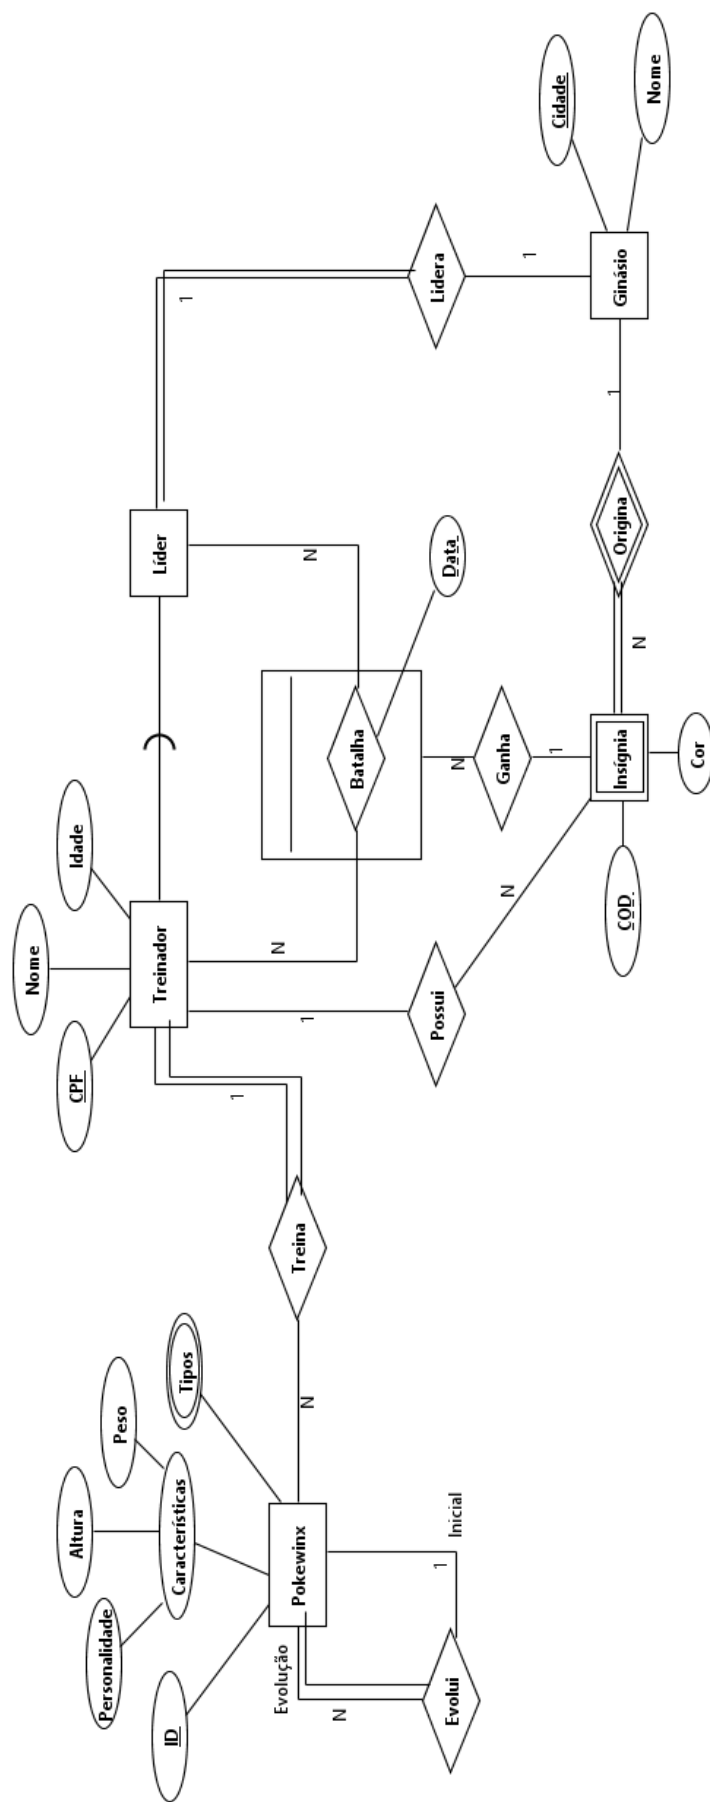 Personalidade
Altura
Peso
Características
ID
Tipos
Pokewinx
Evolução
N
Evolui
1
Inicial
N
Treina
1
CPF
Nome
Idade
Treinador
1
Possui
N
N
Batalha
N
Data
N
Ganha
1
COD.
Cor
Insígnia
N
Origina
1
Líder
1
Lidera
1
Ginásio
Cidade
Nome